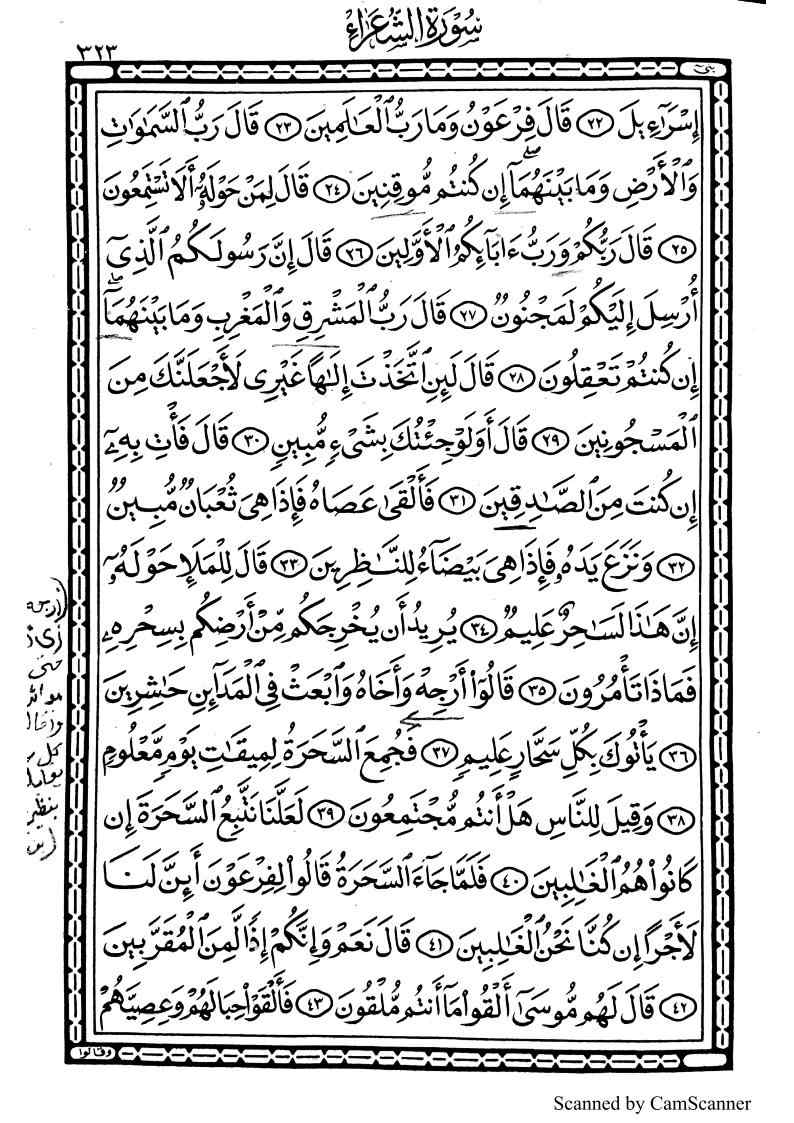 سُورَةُ الشُّعَرَاءِ
٣٢٣
بَنِىٓ
إِسْرَآءِيلَ ٢٢ قَالَ فِرْعَوْنُ وَمَا رَبُّ الْعَٰلَمِينَ ٢٣ قَالَ رَبُّ السَّمَٰوَٰتِ
وَالْأَرْضِ وَمَا بَيْنَهُمَآ إِن كُنتُم مُّوقِنِينَ ٢٤ قَالَ لِمَنْ حَوْلَهُۥٓ أَلَا تَسْتَمِعُونَ
٢٥ قَالَ رَبُّكُمْ وَرَبُّ ءَابَآئِكُمُ الْأَوَّلِينَ ٢٦ قَالَ إِنَّ رَسُولَكُمُ الَّذِىٓ
أُرْسِلَ إِلَيْكُمْ لَمَجْنُونٌ ٢٧ قَالَ رَبُّ الْمَشْرِقِ وَالْمَغْرِبِ وَمَا بَيْنَهُمَآ
إِن كُنتُمْ تَعْقِلُونَ ٢٨ قَالَ لَئِنِ اتَّخَذْتَ إِلَٰهًا غَيْرِى لَأَجْعَلَنَّكَ مِنَ
الْمَسْجُونِينَ ٢٩ قَالَ أَوَلَوْ جِئْتُكَ بِشَىْءٍ مُّبِينٍ ٣٠ قَالَ فَأْتِ بِهِۦٓ
إِن كُنتَ مِنَ الصَّٰدِقِينَ ٣١ فَأَلْقَىٰ عَصَاهُ فَإِذَا هِىَ ثُعْبَانٌ مُّبِينٌ
٣٢ وَنَزَعَ يَدَهُۥ فَإِذَا هِىَ بَيْضَآءُ لِلنَّٰظِرِينَ ٣٣ قَالَ لِلْمَلَإِ حَوْلَهُۥٓ
إِنَّ هَٰذَا لَسَٰحِرٌ عَلِيمٌ ٣٤ يُرِيدُ أَن يُخْرِجَكُم مِّنْ أَرْضِكُم بِسِحْرِهِۦ
فَمَاذَا تَأْمُرُونَ ٣٥ قَالُوٓا۟ أَرْجِهْ وَأَخَاهُ وَابْعَثْ فِى الْمَدَآئِنِ حَٰشِرِينَ
٣٦ يَأْتُوكَ بِكُلِّ سَحَّارٍ عَلِيمٍ ٣٧ فَجُمِعَ السَّحَرَةُ لِمِيقَٰتِ يَوْمٍ مَّعْلُومٍ
٣٨ وَقِيلَ لِلنَّاسِ هَلْ أَنتُم مُّجْتَمِعُونَ ٣٩ لَعَلَّنَا نَتَّبِعُ السَّحَرَةَ إِن
كَانُوا۟ هُمُ الْغَٰلِبِينَ ٤٠ فَلَمَّا جَآءَ السَّحَرَةُ قَالُوا۟ لِفِرْعَوْنَ أَئِنَّ لَنَا
لَأَجْرًا إِن كُنَّا نَحْنُ الْغَٰلِبِينَ ٤١ قَالَ نَعَمْ وَإِنَّكُمْ إِذًا لَّمِنَ الْمُقَرَّبِينَ
٤٢ قَالَ لَهُم مُّوسَىٰٓ أَلْقُوا۟ مَآ أَنتُم مُّلْقُونَ ٤٣ فَأَلْقَوْا۟ حِبَالَهُمْ وَعِصِيَّهُمْ
وقالوا
كل
Scanned by CamScanner